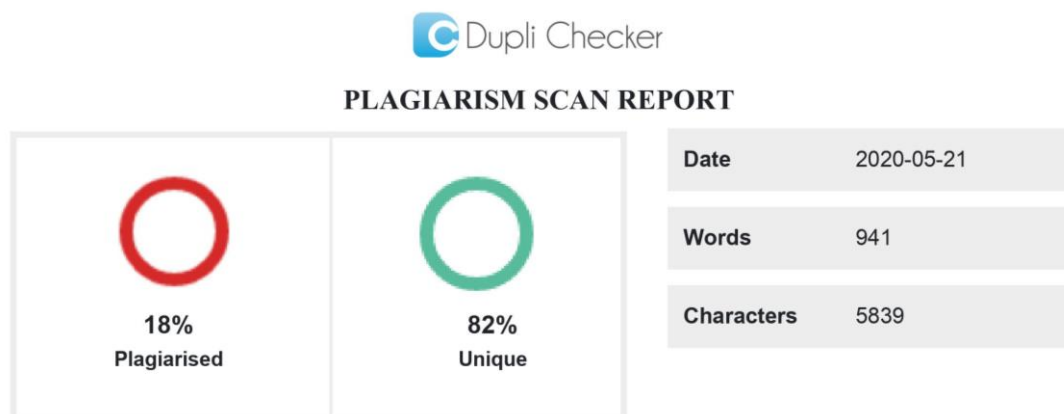 C Dupli Checker
PLAGIARISM SCAN REPORT
18%
Plagiarised
82%
Unique
Date 2020-05-21
Words 941
Characters 5839